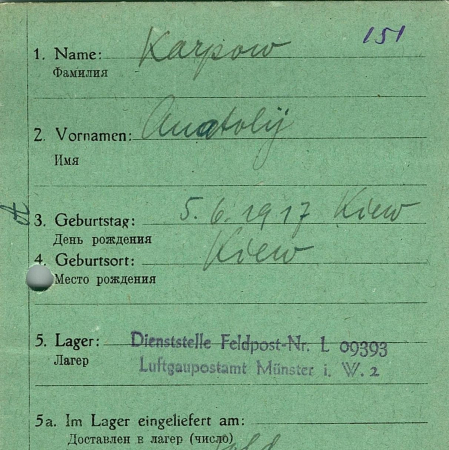 151
1. Name: Karpow
Фамилия
2. Vornamen: Anatolij
Имя
3. Geburtstag: 5. 6. 1917 Kiew
День рождения
4. Geburtsort: Kiew
Место рождения
5. Lager: Dienststelle Feldpost-Nr. L 09393
Лагер Luftgaupostamt Münster i. W. 2
5a. Im Lager eingeliefert am:
Доставлен в лагер (число)